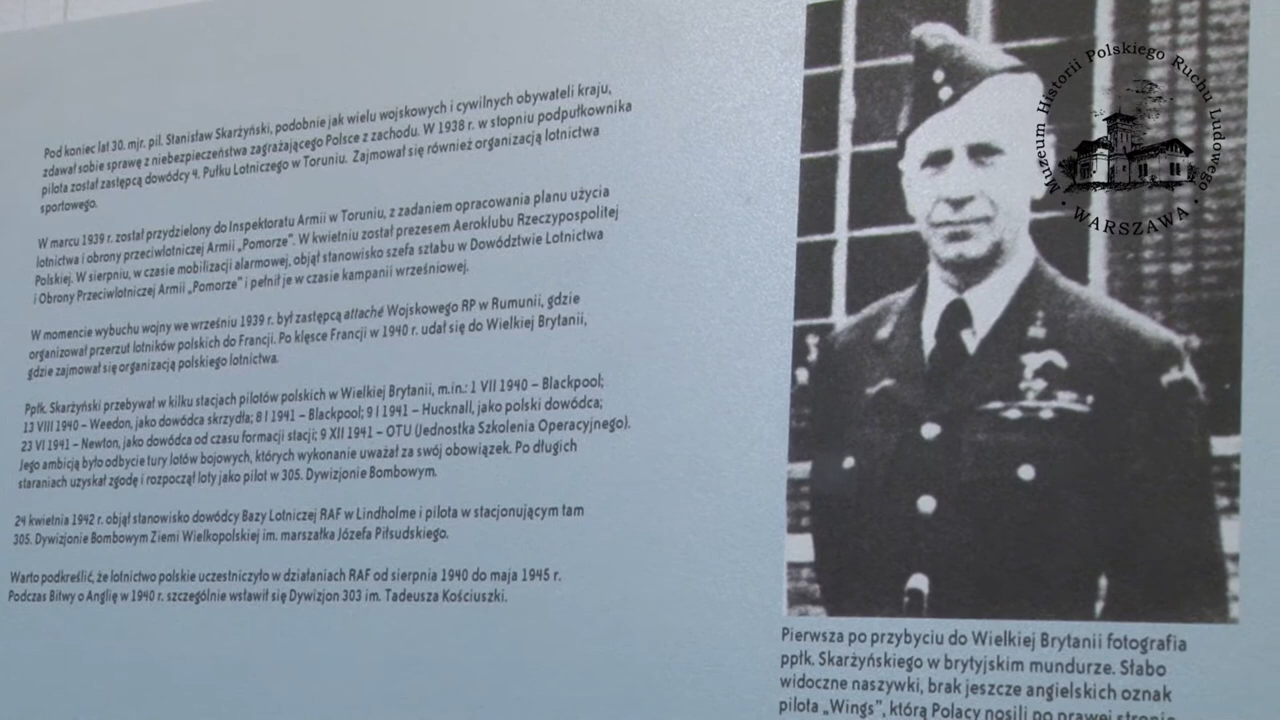 Pod koniec lat 30. mjr. pil. Stanisław Skarżyński, podobnie jak wielu wojskowych i cywilnych obywateli kraju,
zdawał sobie sprawę z niebezpieczeństwa zagrażającego Polsce z zachodu. W 1938 r. w stopniu podpułkownika
pilota został zastępcą dowódcy 4. Pułku Lotniczego w Toruniu. Zajmował się również organizacją lotnictwa
sportowego.
W marcu 1939 r. został przydzielony do Inspektoratu Armii w Toruniu, z zadaniem opracowania planu użycia
lotnictwa i obrony przeciwlotniczej Armii „Pomorze”. W kwietniu został prezesem Aeroklubu Rzeczypospolitej
Polskiej. W sierpniu, w czasie mobilizacji alarmowej, objął stanowisko szefa sztabu w Dowództwie Lotnictwa
i Obrony Przeciwlotniczej Armii „Pomorze” i pełnił je w czasie kampanii wrześniowej.
W momencie wybuchu wojny we wrześniu 1939 r. był zastępcą attaché Wojskowego RP w Rumunii, gdzie
organizował przerzut lotników polskich do Francji. Po klęsce Francji w 1940 r. udał się do Wielkiej Brytanii,
gdzie zajmował się organizacją polskiego lotnictwa.
Ppłk. Skarżyński przebywał w kilku stacjach pilotów polskich w Wielkiej Brytanii, m.in.: 1 VII 1940 – Blackpool;
13 VIII 1940 – Weedon, jako dowódca skrzydła; 8 I 1941 – Blackpool; 9 I 1941 – Hucknall, jako polski dowódca;
23 VI 1941 – Newton, jako dowódca od czasu formacji stacji; 9 XII 1941 – OTU (Jednostka Szkolenia Operacyjnego).
Jego ambicją było odbycie tury lotów bojowych, których wykonanie uważał za swój obowiązek. Po długich
staraniach uzyskał zgodę i rozpoczął loty jako pilot w 305. Dywizjonie Bombowym.
24 kwietnia 1942 r. objął stanowisko dowódcy Bazy Lotniczej RAF w Lindholme i pilota w stacjonującym tam
305. Dywizjonie Bombowym Ziemi Wielkopolskiej im. marszałka Józefa Piłsudskiego.
Warto podkreślić, że lotnictwo polskie uczestniczyło w działaniach RAF od sierpnia 1940 do maja 1945 r.
Podczas Bitwy o Anglię w 1940 r. szczególnie wsławił się Dywizjon 303 im. Tadeusza Kościuszki.
Muzeum Historii Polskiego Ruchu Ludowego
• WARSZAWA •
Pierwsza po przybyciu do Wielkiej Brytanii fotografia
ppłk. Skarżyńskiego w brytyjskim mundurze. Słabo
widoczne naszywki, brak jeszcze angielskich oznak
pilota „Wings”, którą Polacy nosili po prawej stronie